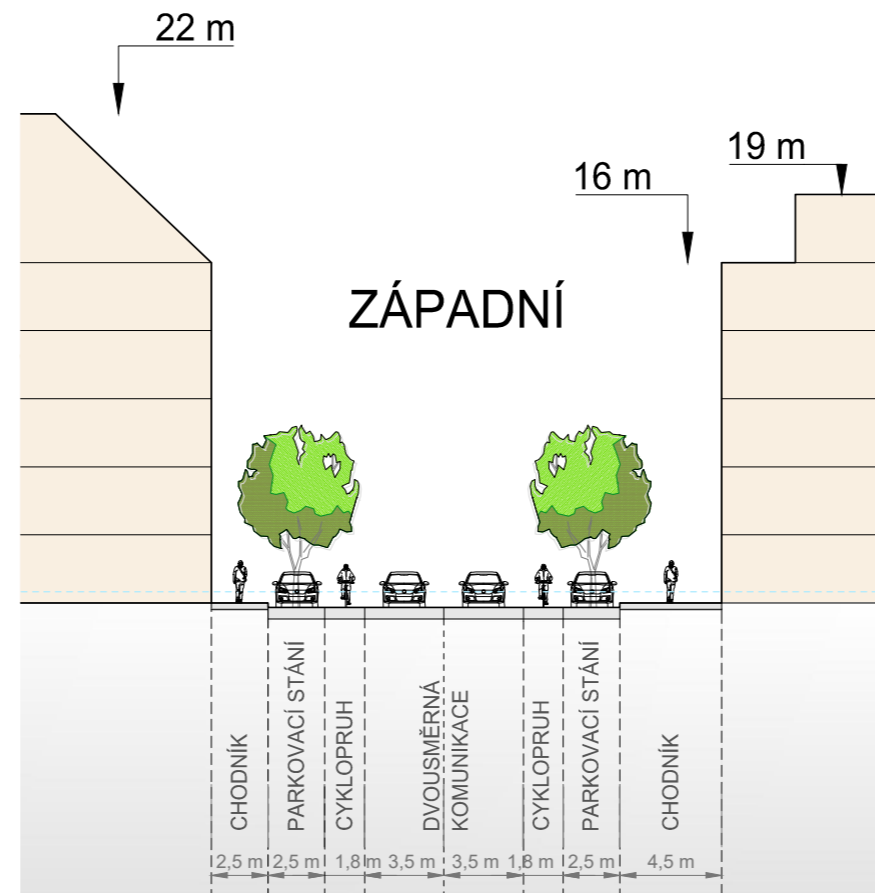 22 m
19 m
16 m
ZÁPADNÍ
CHODNÍK
PARKOVACÍ STÁNÍ
CYKLOPRUH
DVOUSMĚRNÁ
KOMUNIKACE
CYKLOPRUH
PARKOVACÍ STÁNÍ
CHODNÍK
2,5 m 2,5 m 1,8 m 3,5 m 3,5 m 1,8 m 2,5 m 4,5 m